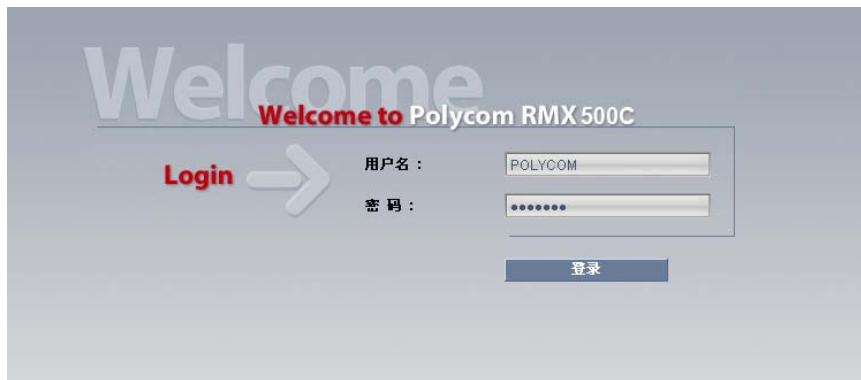 Welcome
Welcome to Polycom RMX 500C
Login
用户名：
POLYCOM
密 码：
•••••••
登录